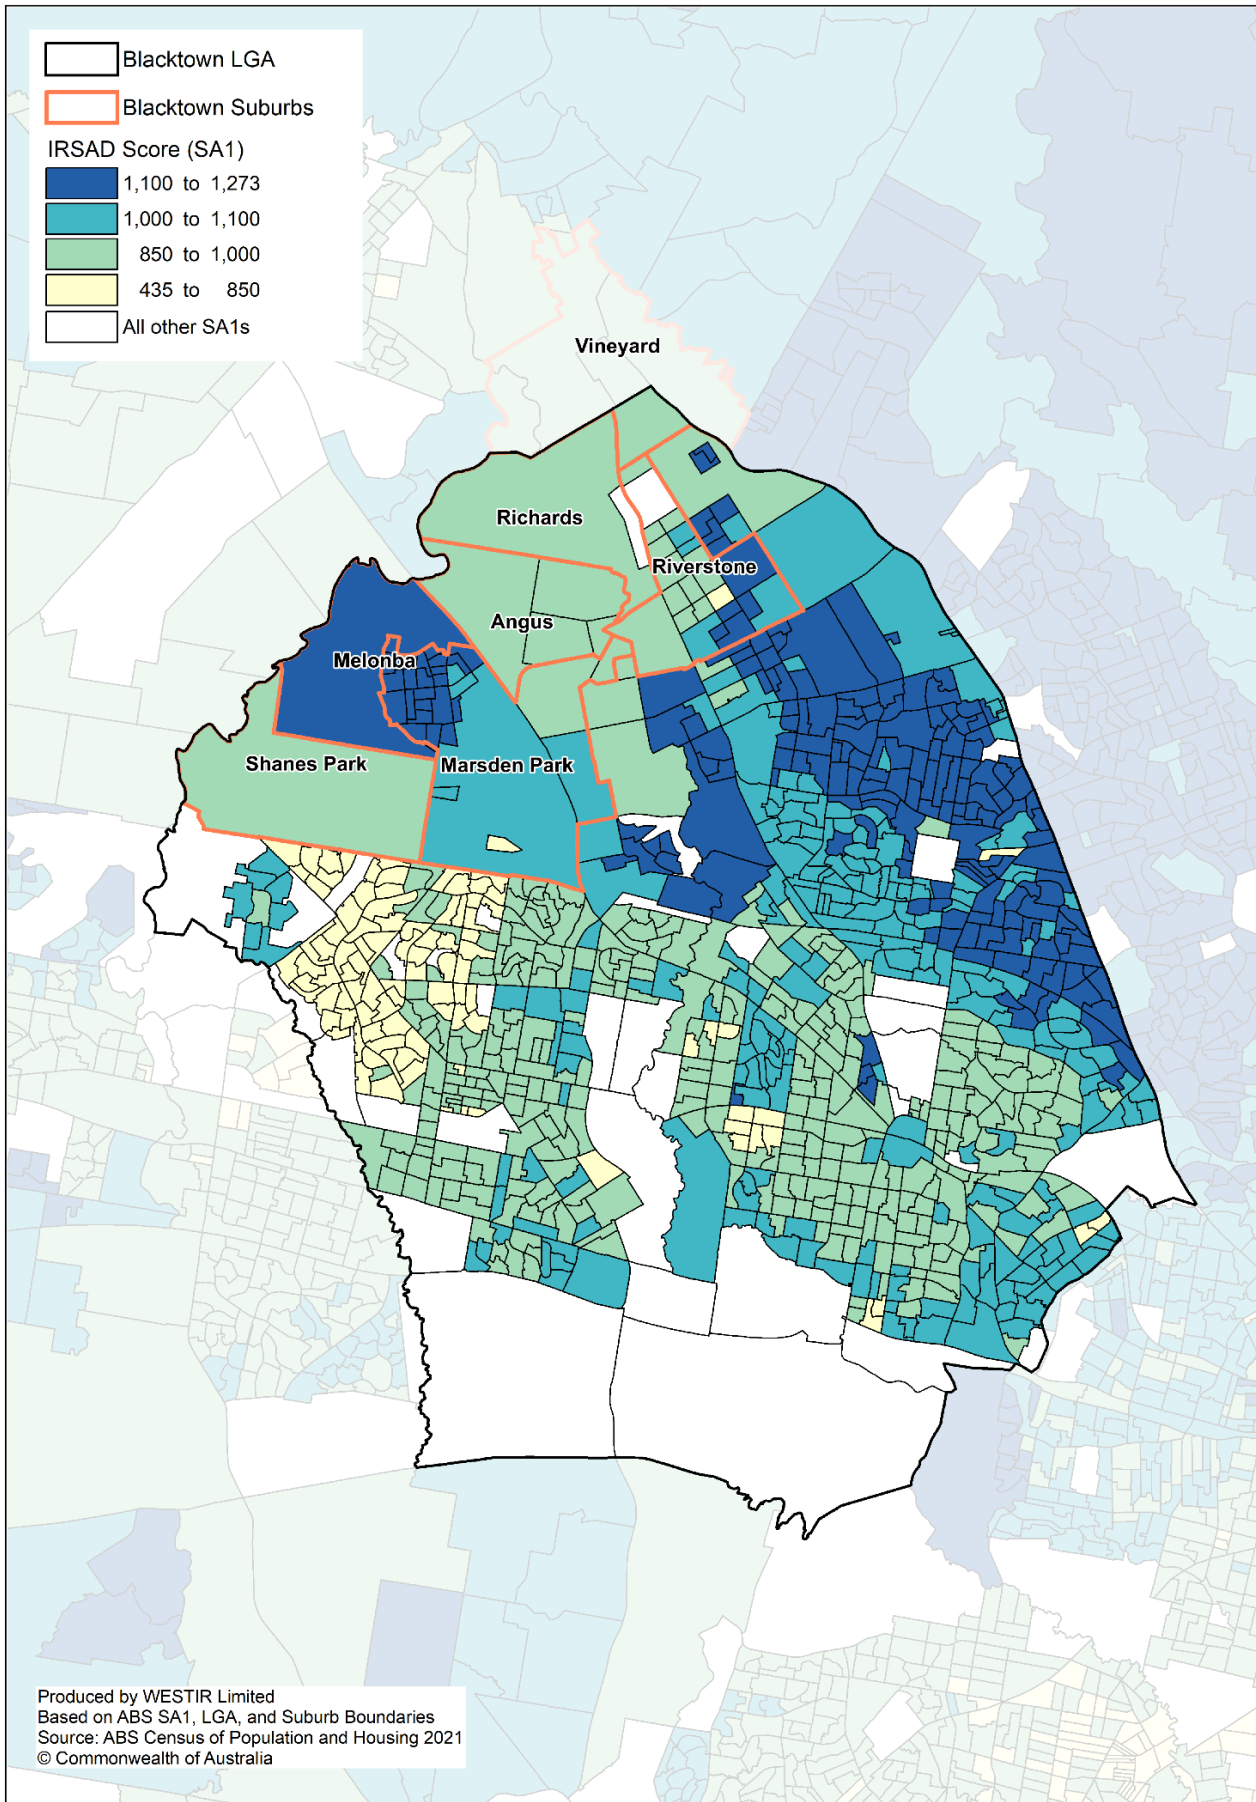 Blacktown LGA
Blacktown Suburbs
IRSAD Score (SA1)
1,100 to 1,273
1,000 to 1,100
850 to 1,000
435 to 850
All other SA1s
Vineyard
Richards
Riverstone
Angus
Melonba
Shanes Park
Marsden Park
Produced by WESTIR Limited
Based on ABS SA1, LGA, and Suburb Boundaries
Source: ABS Census of Population and Housing 2021
© Commonwealth of Australia